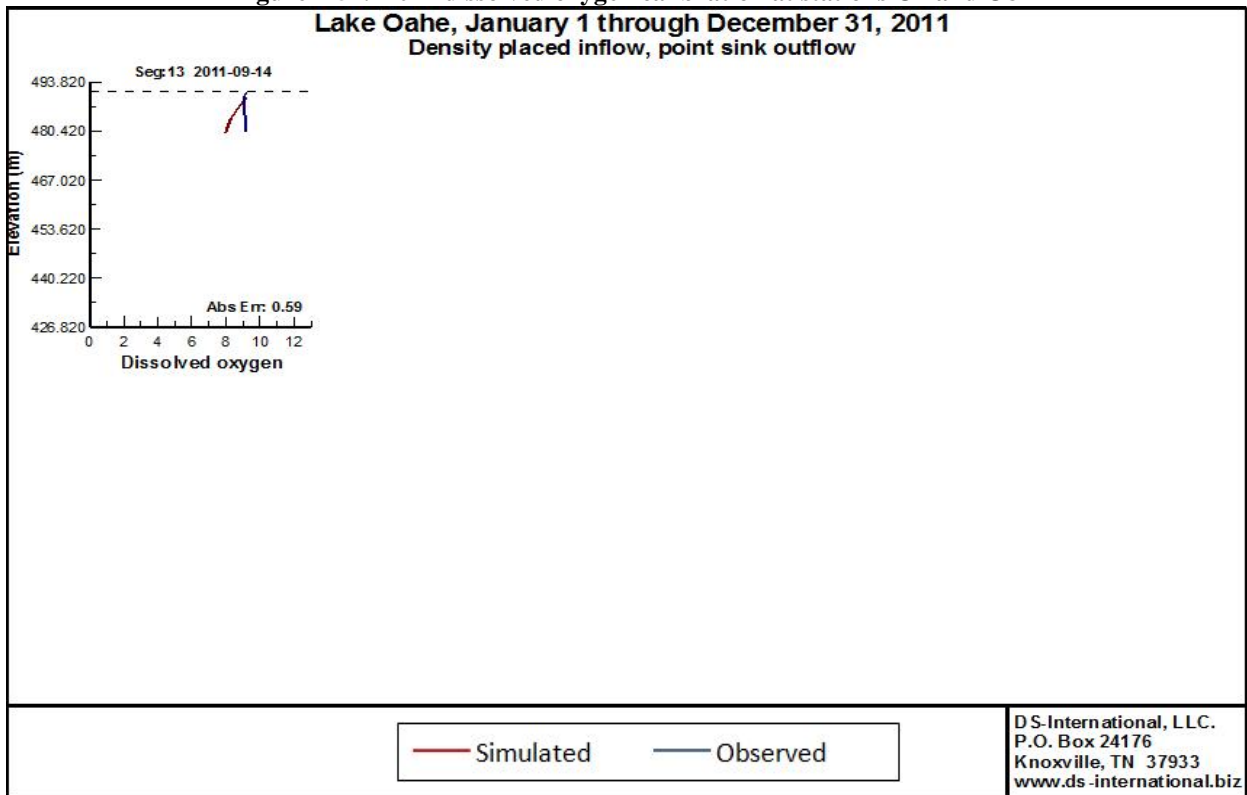 Lake Oahe, January 1 through December 31, 2011
Density placed inflow, point sink outflow
Seg:13 2011-09-14
493.820
480.420
467.020
453.620
440.220
426.820
Elevation (m)
Abs Err: 0.59
0 2 4 6 8 10 12
Dissolved oxygen
Simulated
Observed
DS-International, LLC.
P.O. Box 24176
Knoxville, TN 37933
www.ds-international.biz